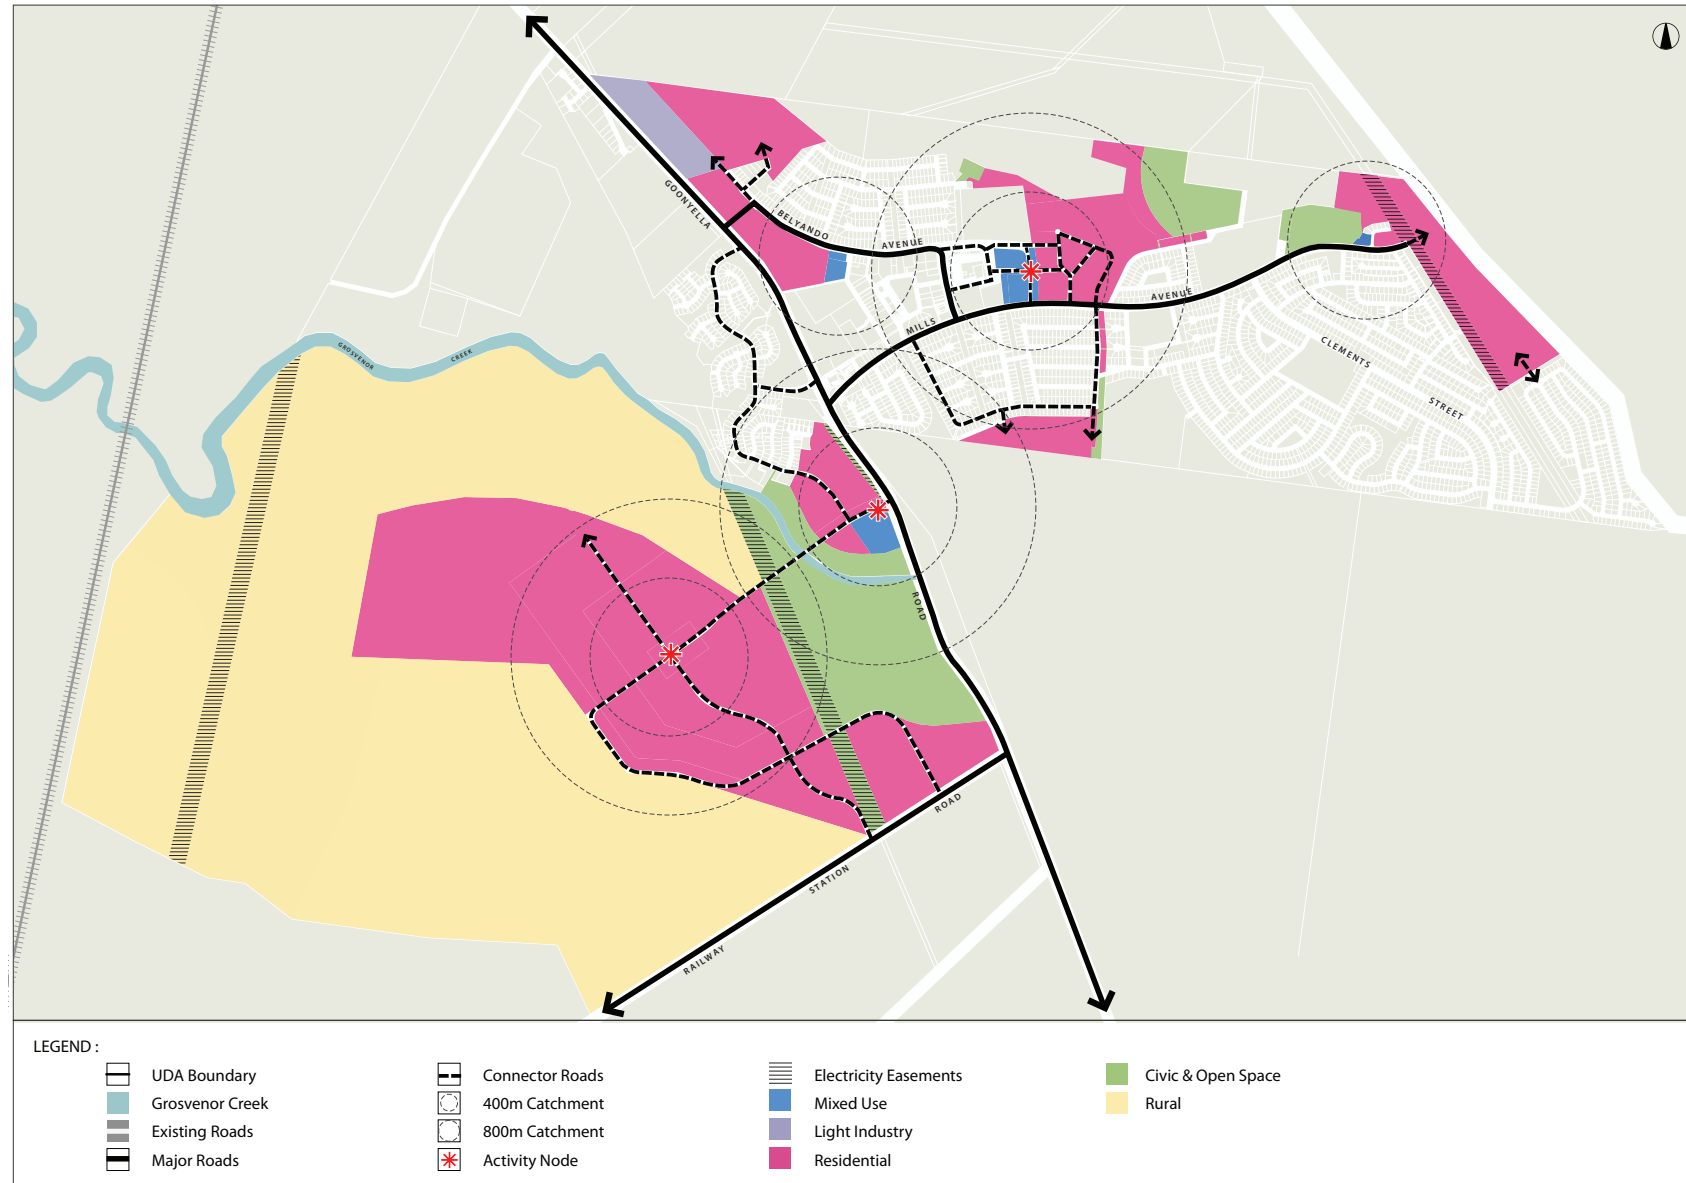 GOONYELLA
BELYANDO
AVENUE
AVENUE
MILLS
CLEMENTS
STREET
GROSVENOR
CREEK
ROAD
ROAD
STATION
RAILWAY
LEGEND :
UDA Boundary
Grosvenor Creek
Existing Roads
Major Roads
Connector Roads
400m Catchment
800m Catchment
Activity Node
Electricity Easements
Mixed Use
Light Industry
Residential
Civic & Open Space
Rural